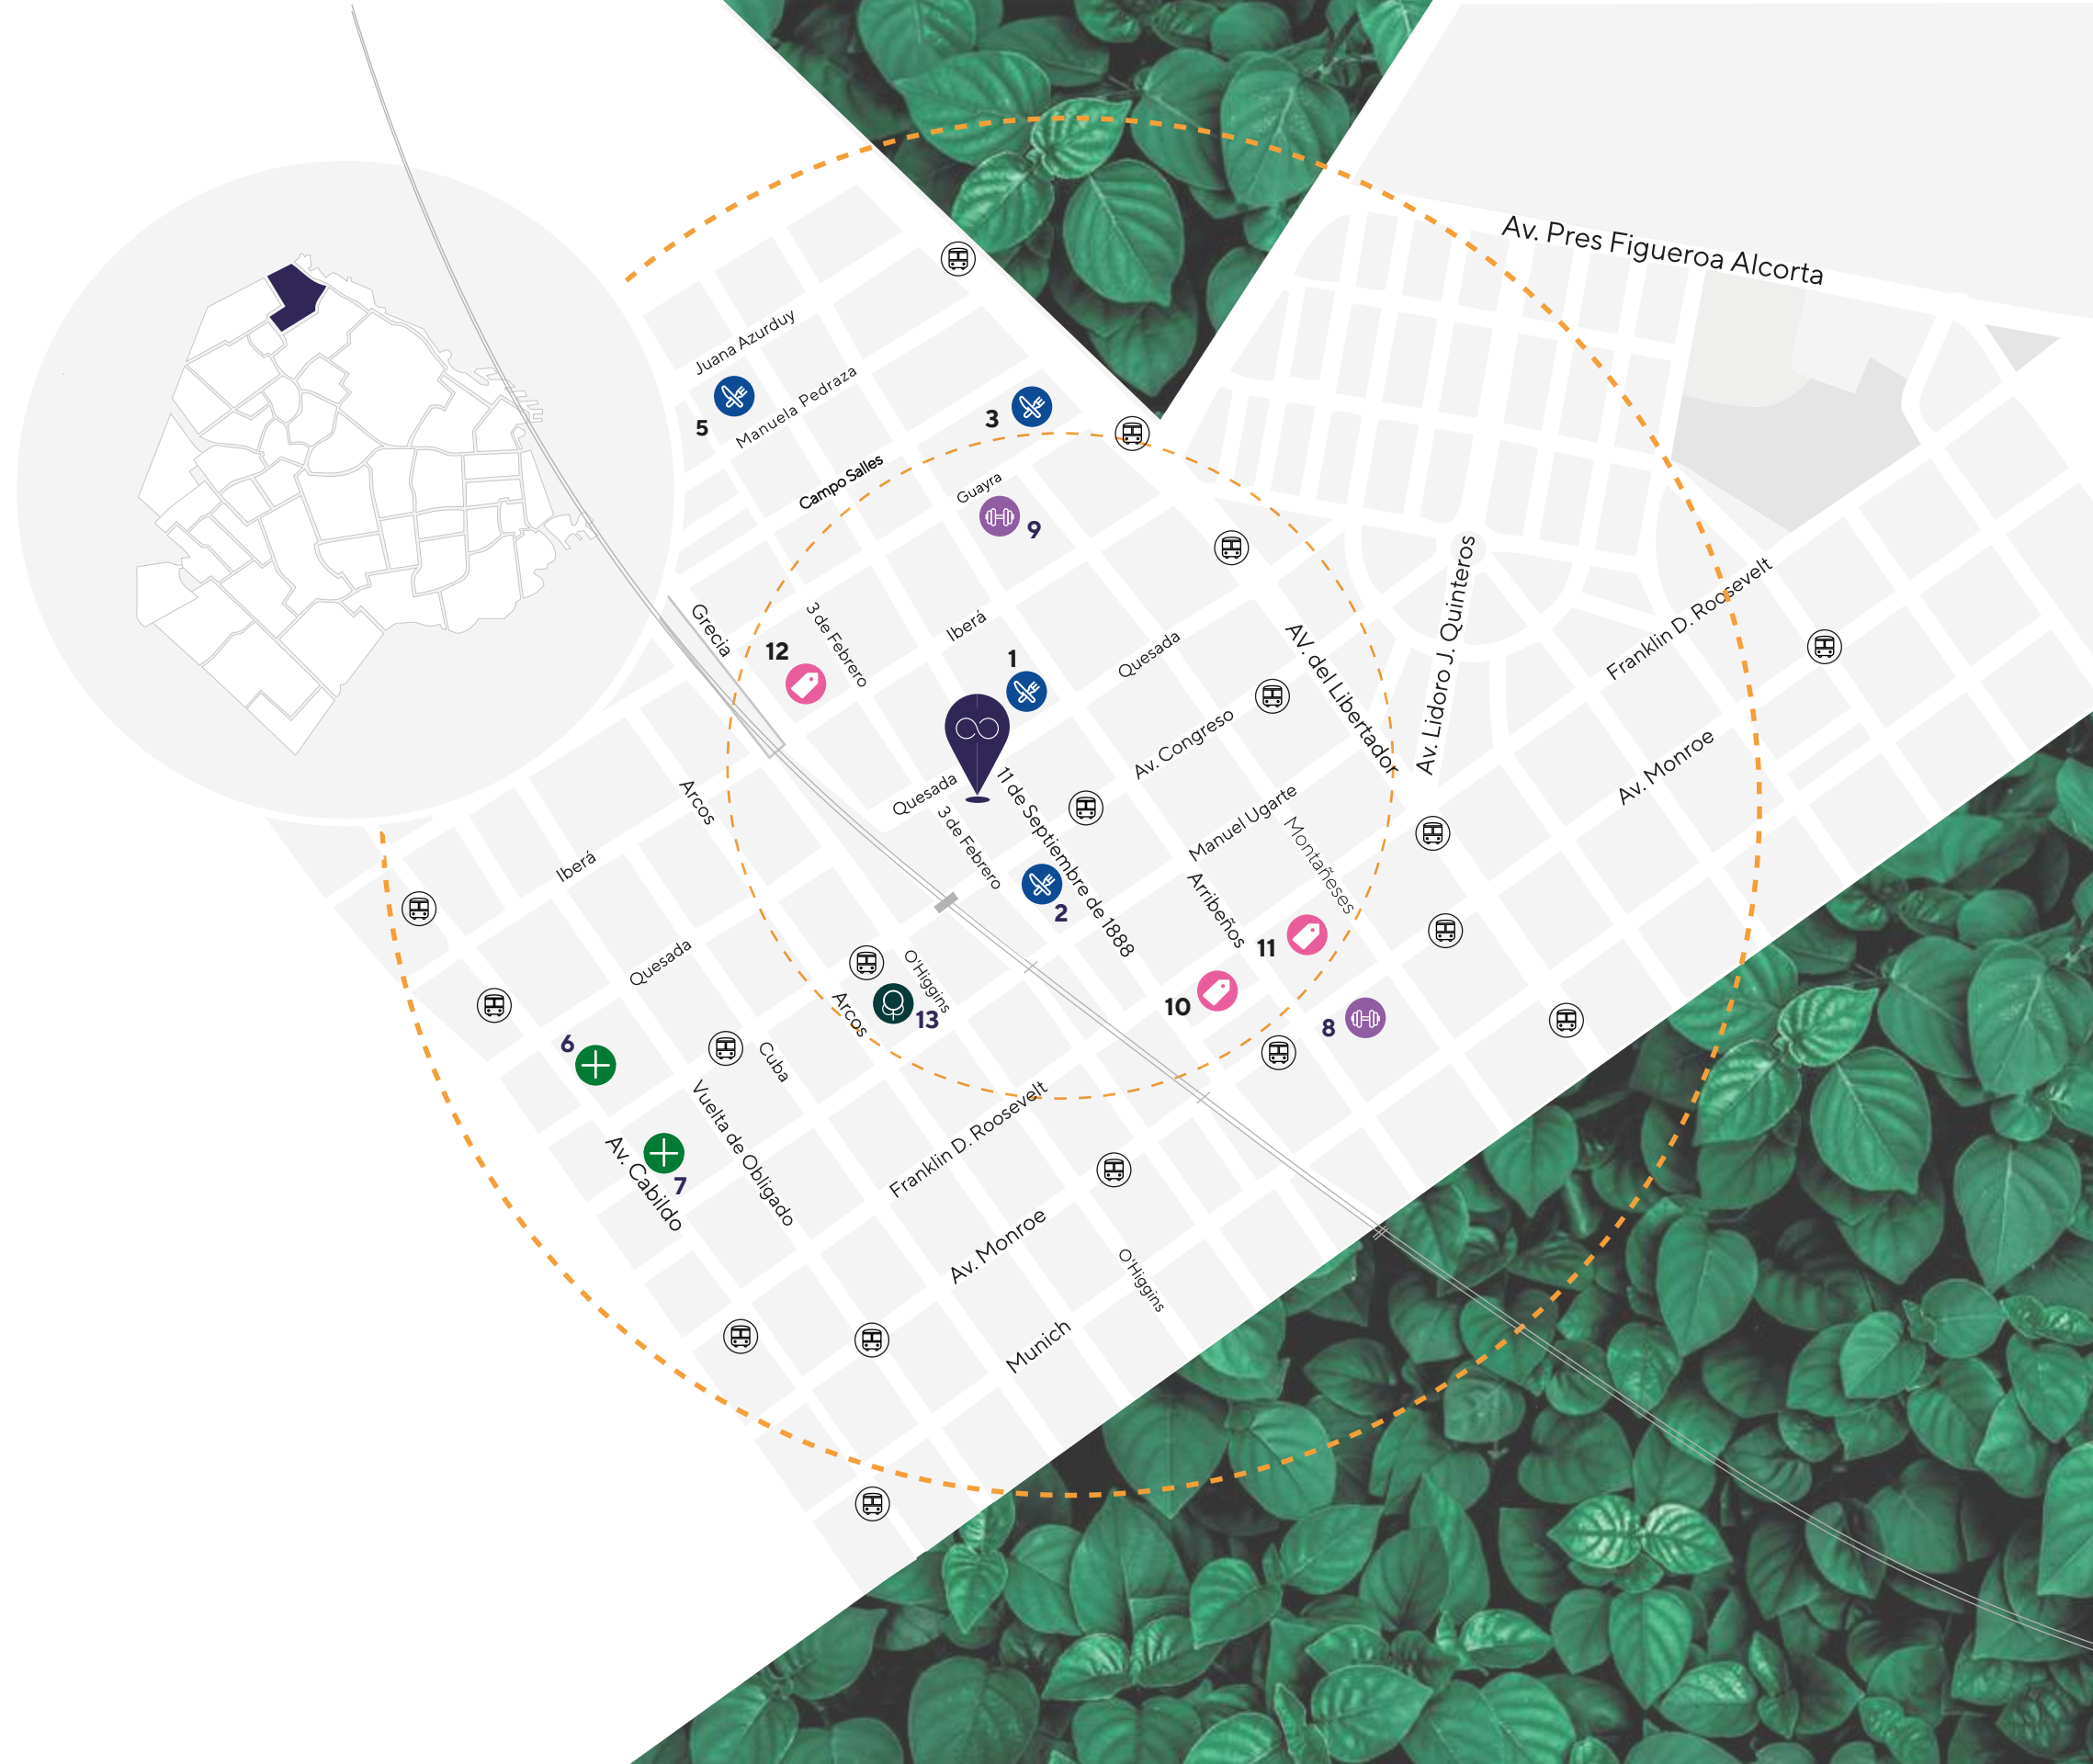 Av. Pres Figueroa Alcorta
Juana Azurduy
5
Manuela Pedraza
3
Campo Salles
Guayra
9
Grecia
3 de Febrero
12
Iberá
1
Quesada
AV. del Libertador
Av. Lidoro J. Quinteros
Franklin D. Roosevelt
Av. Congreso
Av. Monroe
Arcos
Quesada
11 de Septiembre de 1888
3 de Febrero
Manuel Ugarte
Montañeses
Iberá
2
Arribeños
11
Quesada
O'Higgins
Arcos
13
10
8
6
Cuba
Vuelta de Obligado
7
Av. Cabildo
Franklin D. Roosevelt
Av. Monroe
O'Higgins
Munich